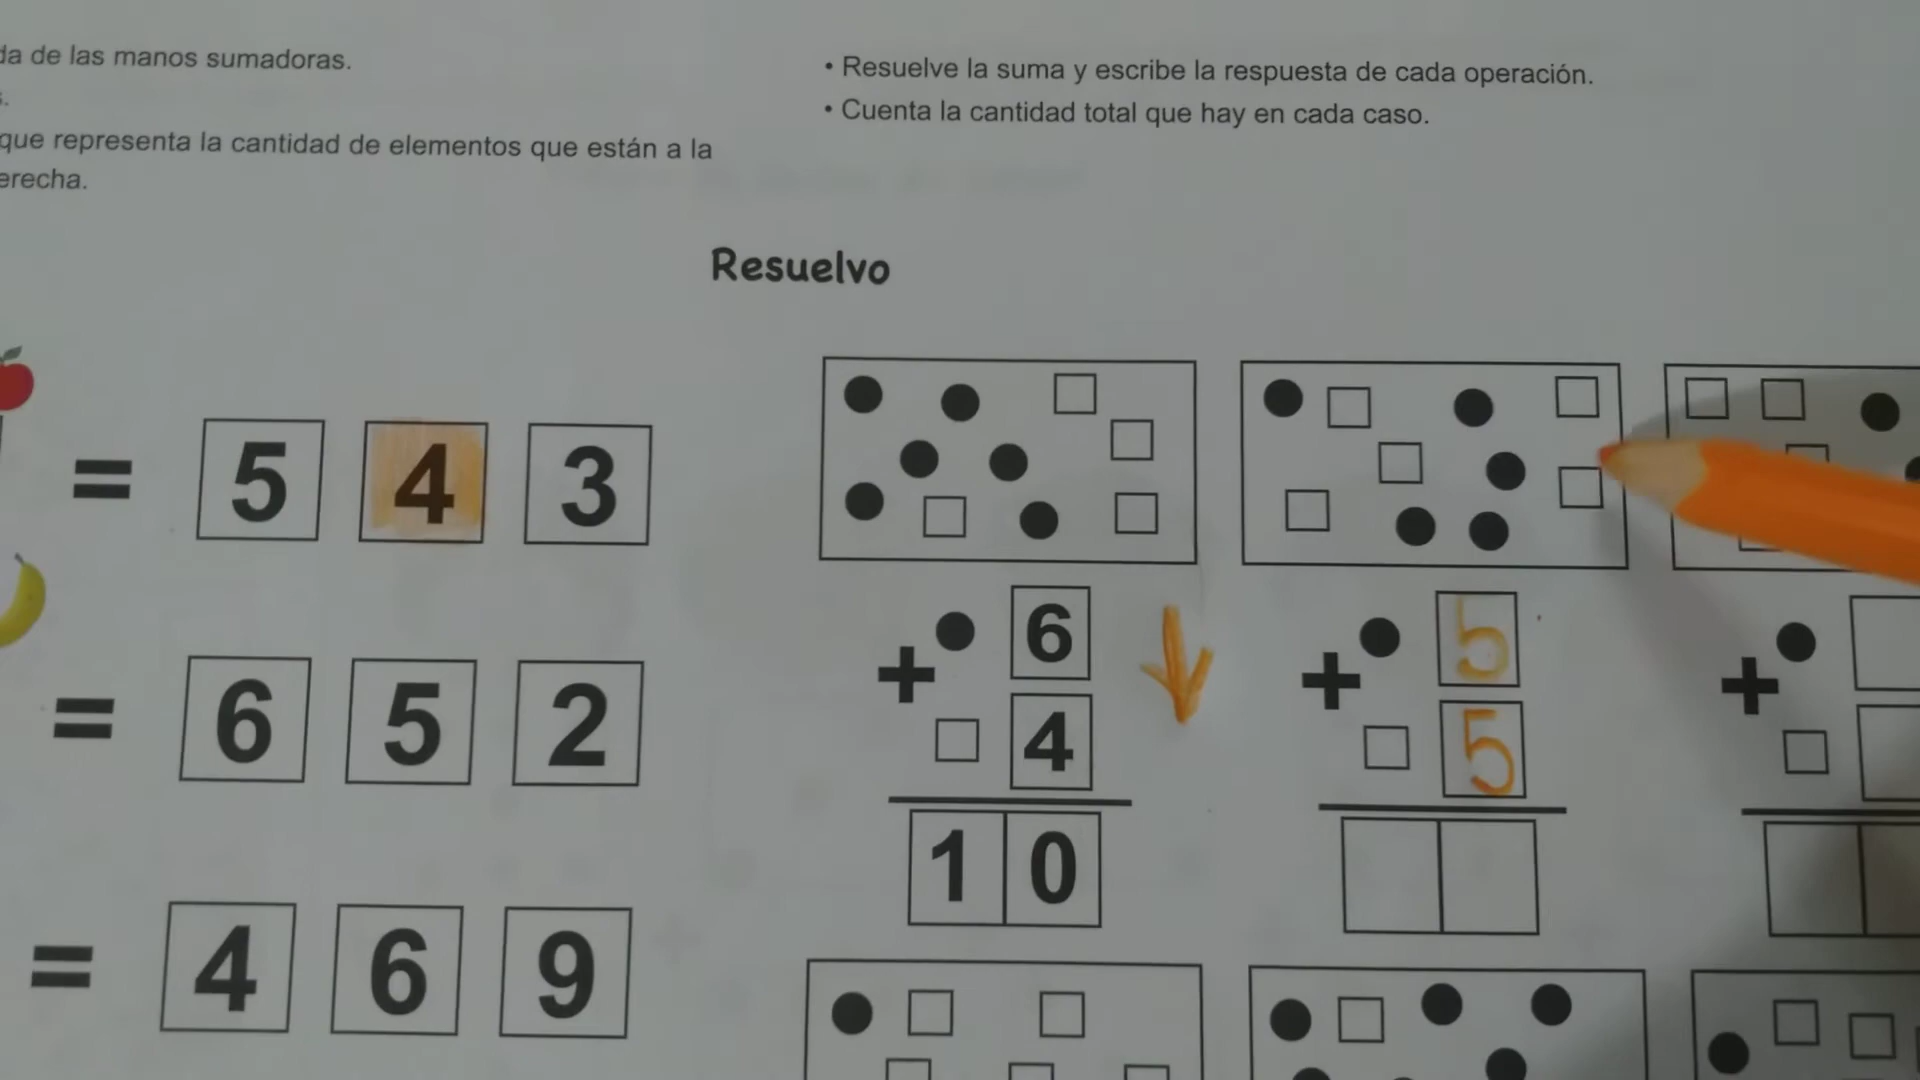 da de las manos sumadoras.
s.
que representa la cantidad de elementos que están a la
erecha.
• Resuelve la suma y escribe la respuesta de cada operación.
• Cuenta la cantidad total que hay en cada caso.
Resuelvo
= 5 4 3
= 6 5 2
= 4 6 9
6
+
4
10
5
+
5
+